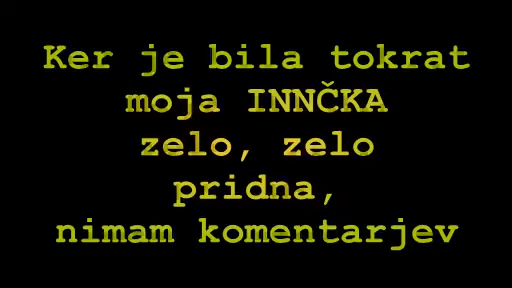 Ker je bila tokrat
moja INNČKA
zelo, zelo
pridna,
nimam komentarjev